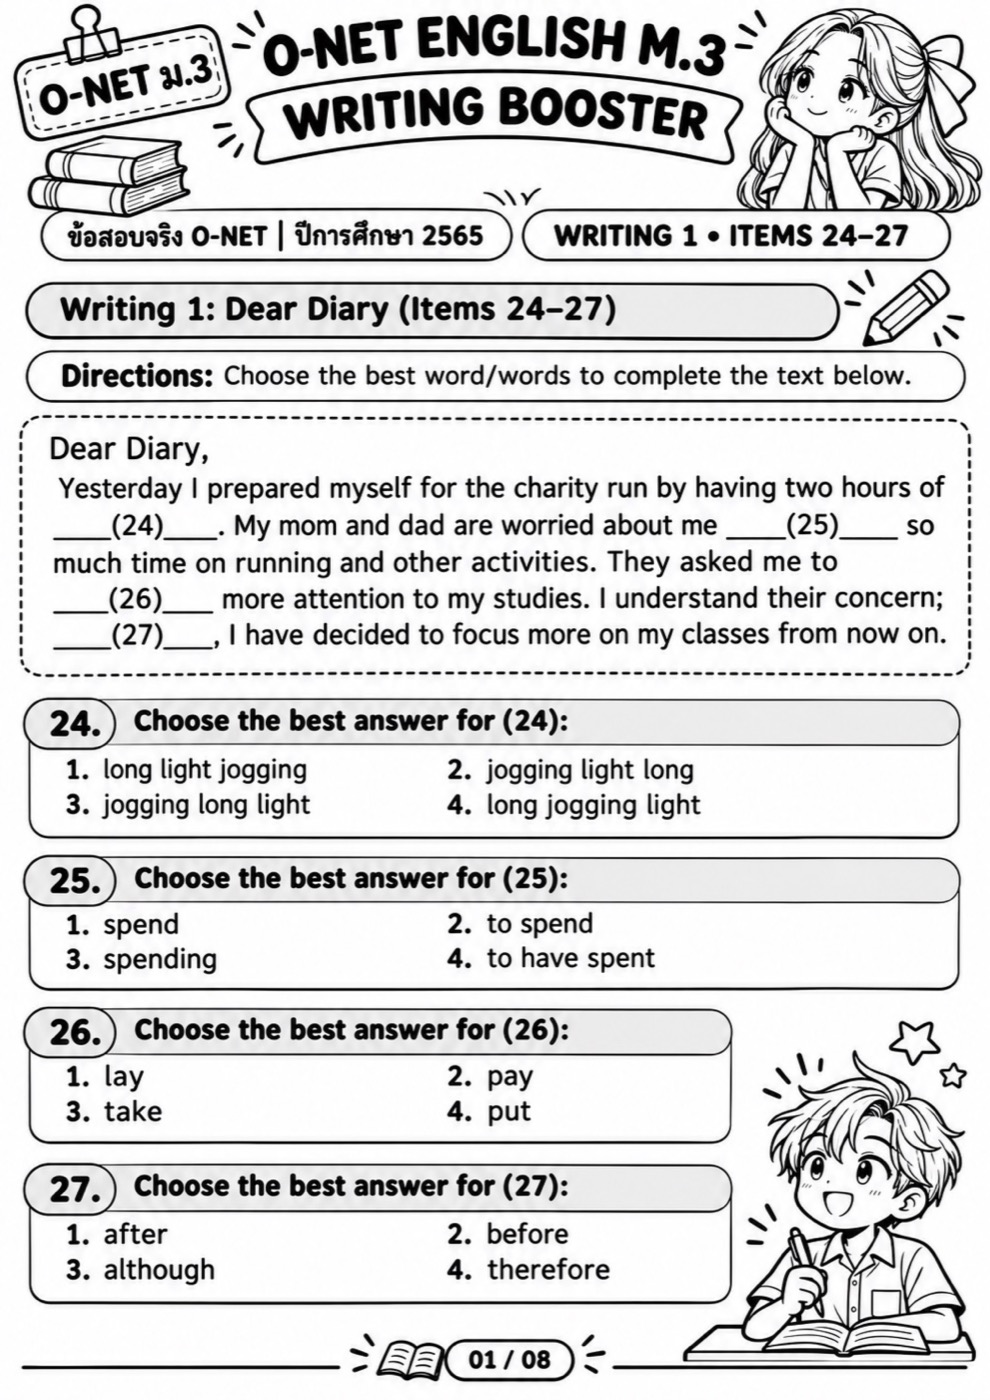 O-NET ม.3
O-NET ENGLISH M.3
WRITING BOOSTER
ข้อสอบจริง O-NET | ปีการศึกษา 2565
WRITING 1 • ITEMS 24–27
Writing 1: Dear Diary (Items 24–27)
Directions: Choose the best word/words to complete the text below.
Dear Diary,
Yesterday I prepared myself for the charity run by having two hours of
____(24)____. My mom and dad are worried about me ____(25)____ so
much time on running and other activities. They asked me to
____(26)____ more attention to my studies. I understand their concern;
____(27)____, I have decided to focus more on my classes from now on.
24. Choose the best answer for (24):
1. long light jogging 2. jogging light long
3. jogging long light 4. long jogging light
25. Choose the best answer for (25):
1. spend 2. to spend
3. spending 4. to have spent
26. Choose the best answer for (26):
1. lay 2. pay
3. take 4. put
27. Choose the best answer for (27):
1. after 2. before
3. although 4. therefore
01 / 08